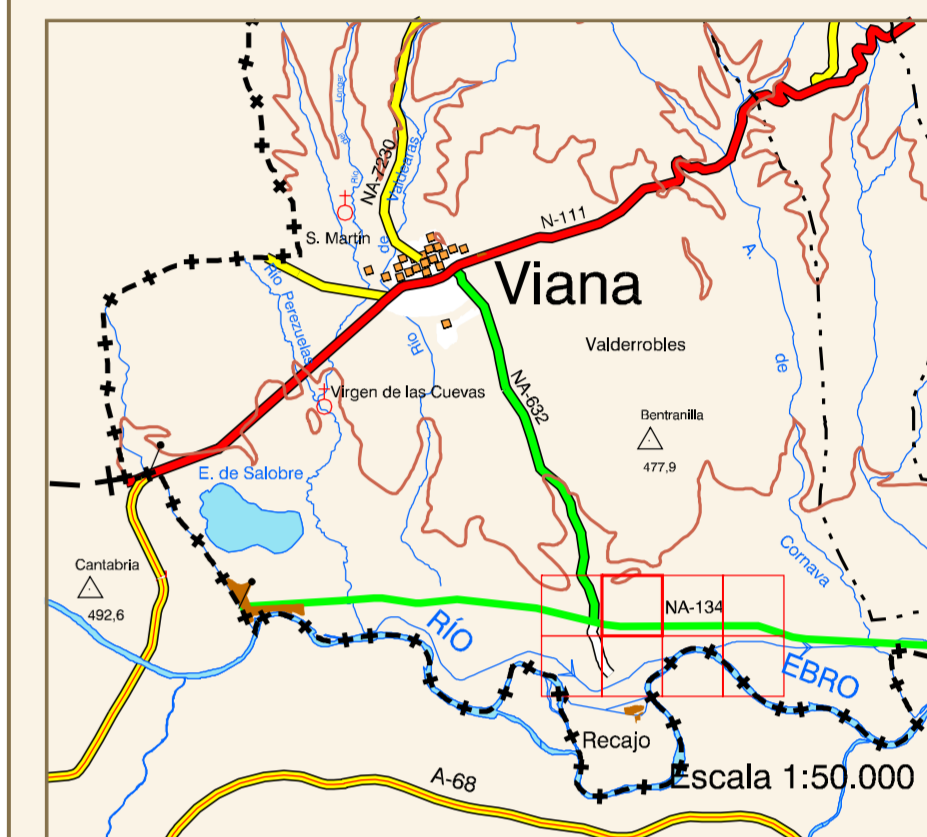 Longar
del
Río
NA-7230
Valdearas
de
Río
S. Martín
N-111
A.
de
Cornava
Río Perezuelas
Viana
Valderrobles
Virgen de las Cuevas
NA-632
Bentranilla
477,9
E. de Salobre
Cantabria
492,6
NA-134
RÍO
EBRO
Recajo
Escala 1:50.000
A-68